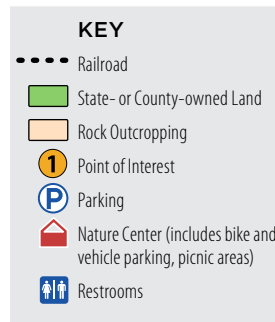 KEY
Railroad
State- or County-owned Land
Rock Outcropping
1 Point of Interest
P Parking
Nature Center (includes bike and
vehicle parking, picnic areas)
Restrooms